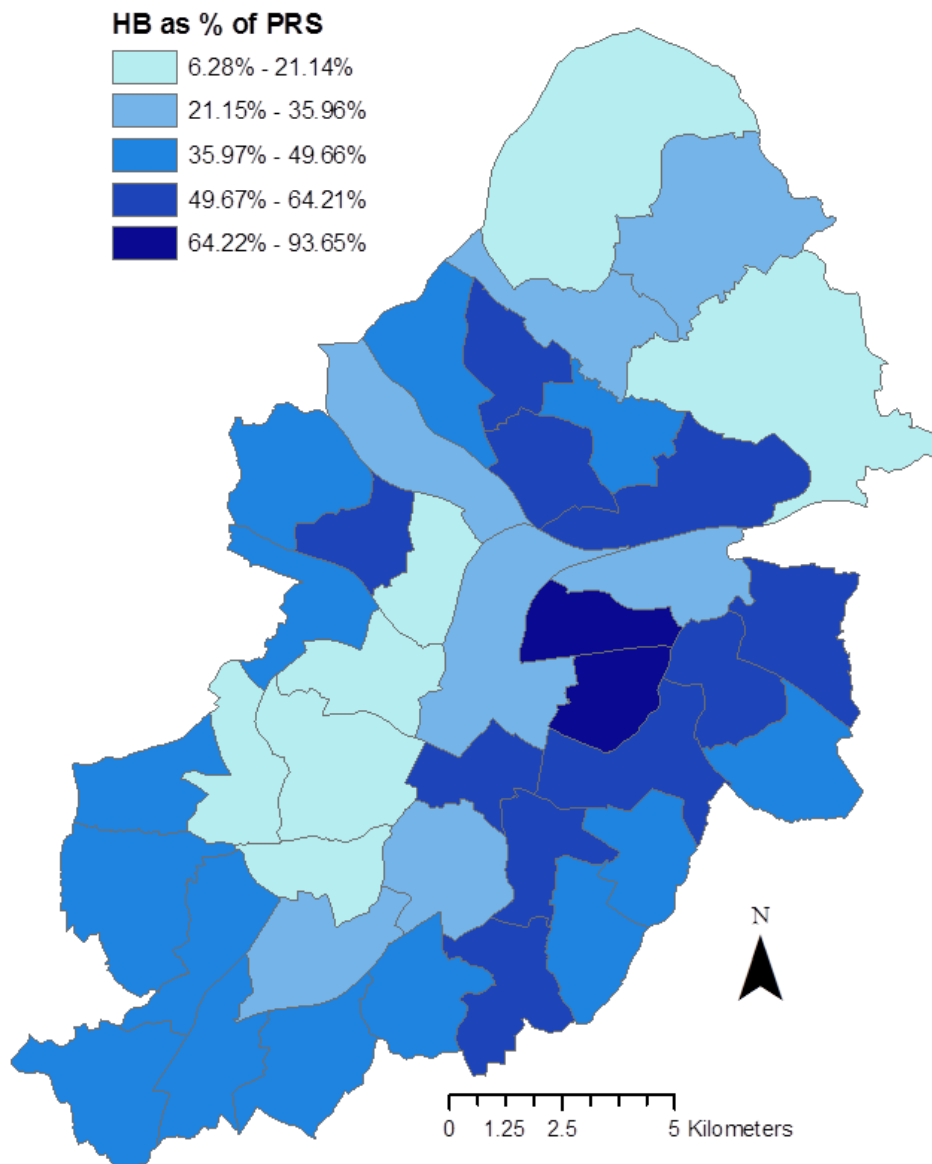 HB as % of PRS
6.28% - 21.14%
21.15% - 35.96%
35.97% - 49.66%
49.67% - 64.21%
64.22% - 93.65%
N
0 1.25 2.5 5 Kilometers